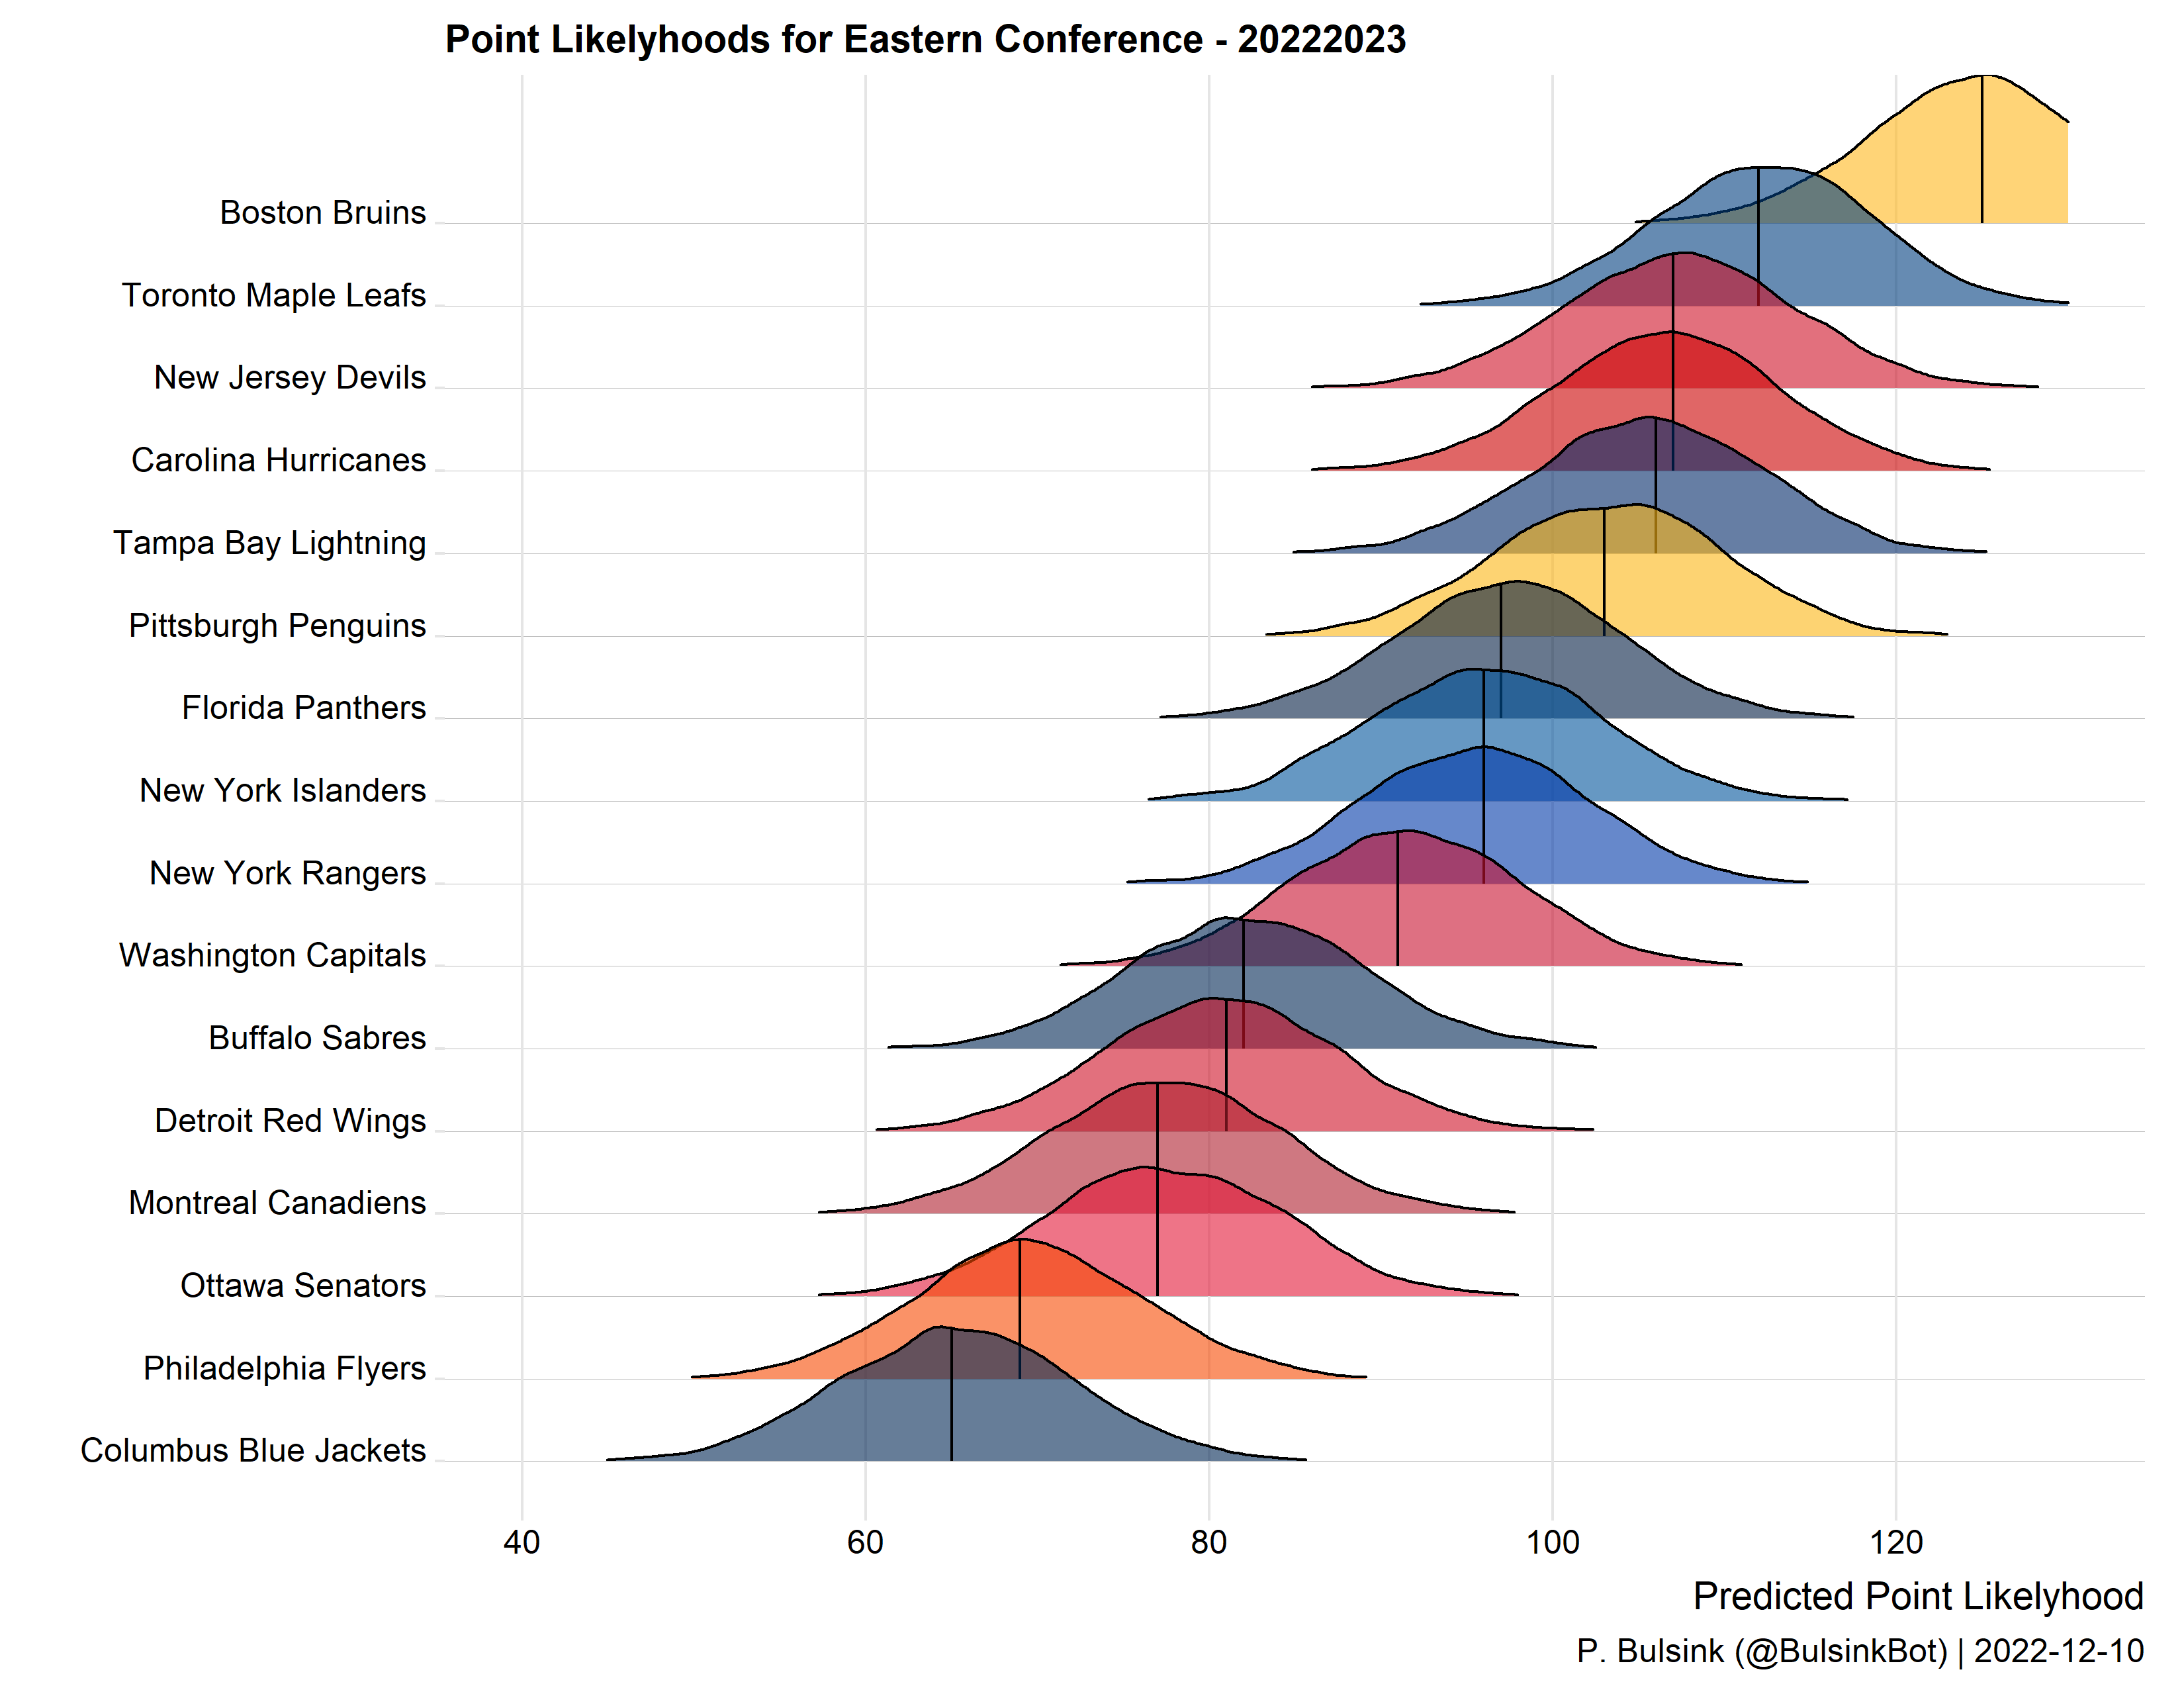 Point Likelyhoods for Eastern Conference - 20222023
Boston Bruins
Toronto Maple Leafs
New Jersey Devils
Carolina Hurricanes
Tampa Bay Lightning
Pittsburgh Penguins
Florida Panthers
New York Islanders
New York Rangers
Washington Capitals
Buffalo Sabres
Detroit Red Wings
Montreal Canadiens
Ottawa Senators
Philadelphia Flyers
Columbus Blue Jackets
40 60 80 100 120
Predicted Point Likelyhood
P. Bulsink (@BulsinkBot) | 2022-12-10